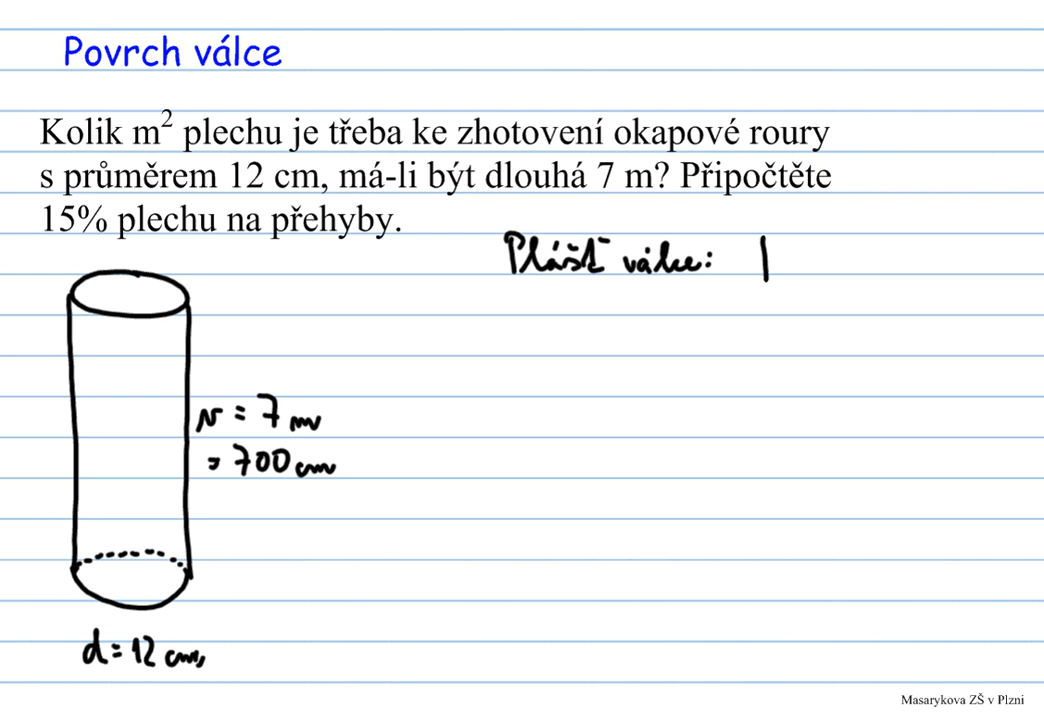 Povrch válce
Kolik m² plechu je třeba ke zhotovení okapové roury
s průměrem 12 cm, má-li být dlouhá 7 m? Připočtěte
15% plechu na přehyby.
Plášť válce:
v = 7 m
= 700 cm
d = 12 cm
Masarykova ZŠ v Plzni